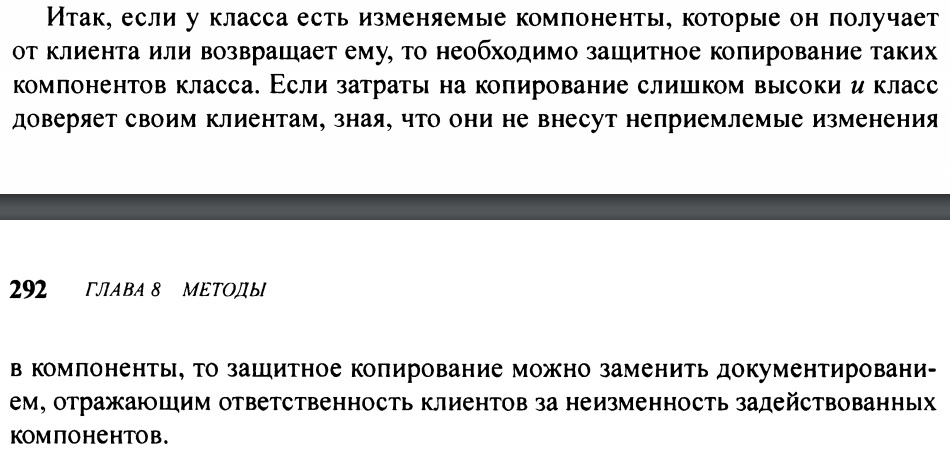 Итак, если у класса есть изменяемые компоненты, которые он получает
от клиента или возвращает ему, то необходимо защитное копирование таких
компонентов класса. Если затраты на копирование слишком высоки и класс
доверяет своим клиентам, зная, что они не внесут неприемлемые изменения
292 ГЛАВА 8 МЕТОДЫ
в компоненты, то защитное копирование можно заменить документировани-
ем, отражающим ответственность клиентов за неизменность задействованных
компонентов.